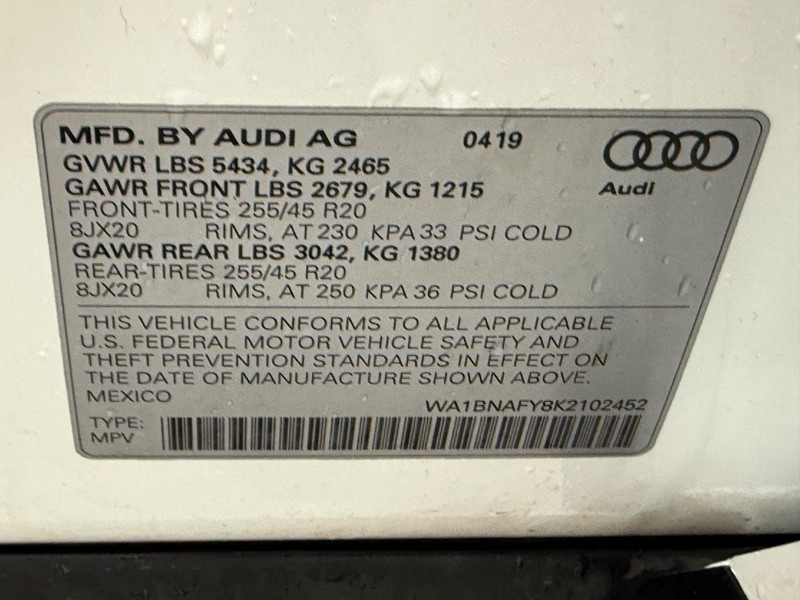 MFD. BY AUDI AG 0419
GVWR LBS 5434, KG 2465
GAWR FRONT LBS 2679, KG 1215
Audi
FRONT-TIRES 255/45 R20
8JX20 RIMS, AT 230 KPA 33 PSI COLD
GAWR REAR LBS 3042, KG 1380
REAR-TIRES 255/45 R20
8JX20 RIMS, AT 250 KPA 36 PSI COLD
THIS VEHICLE CONFORMS TO ALL APPLICABLE
U.S. FEDERAL MOTOR VEHICLE SAFETY AND
THEFT PREVENTION STANDARDS IN EFFECT ON
THE DATE OF MANUFACTURE SHOWN ABOVE.
MEXICO WA1BNAFY8K2102452
TYPE:
MPV